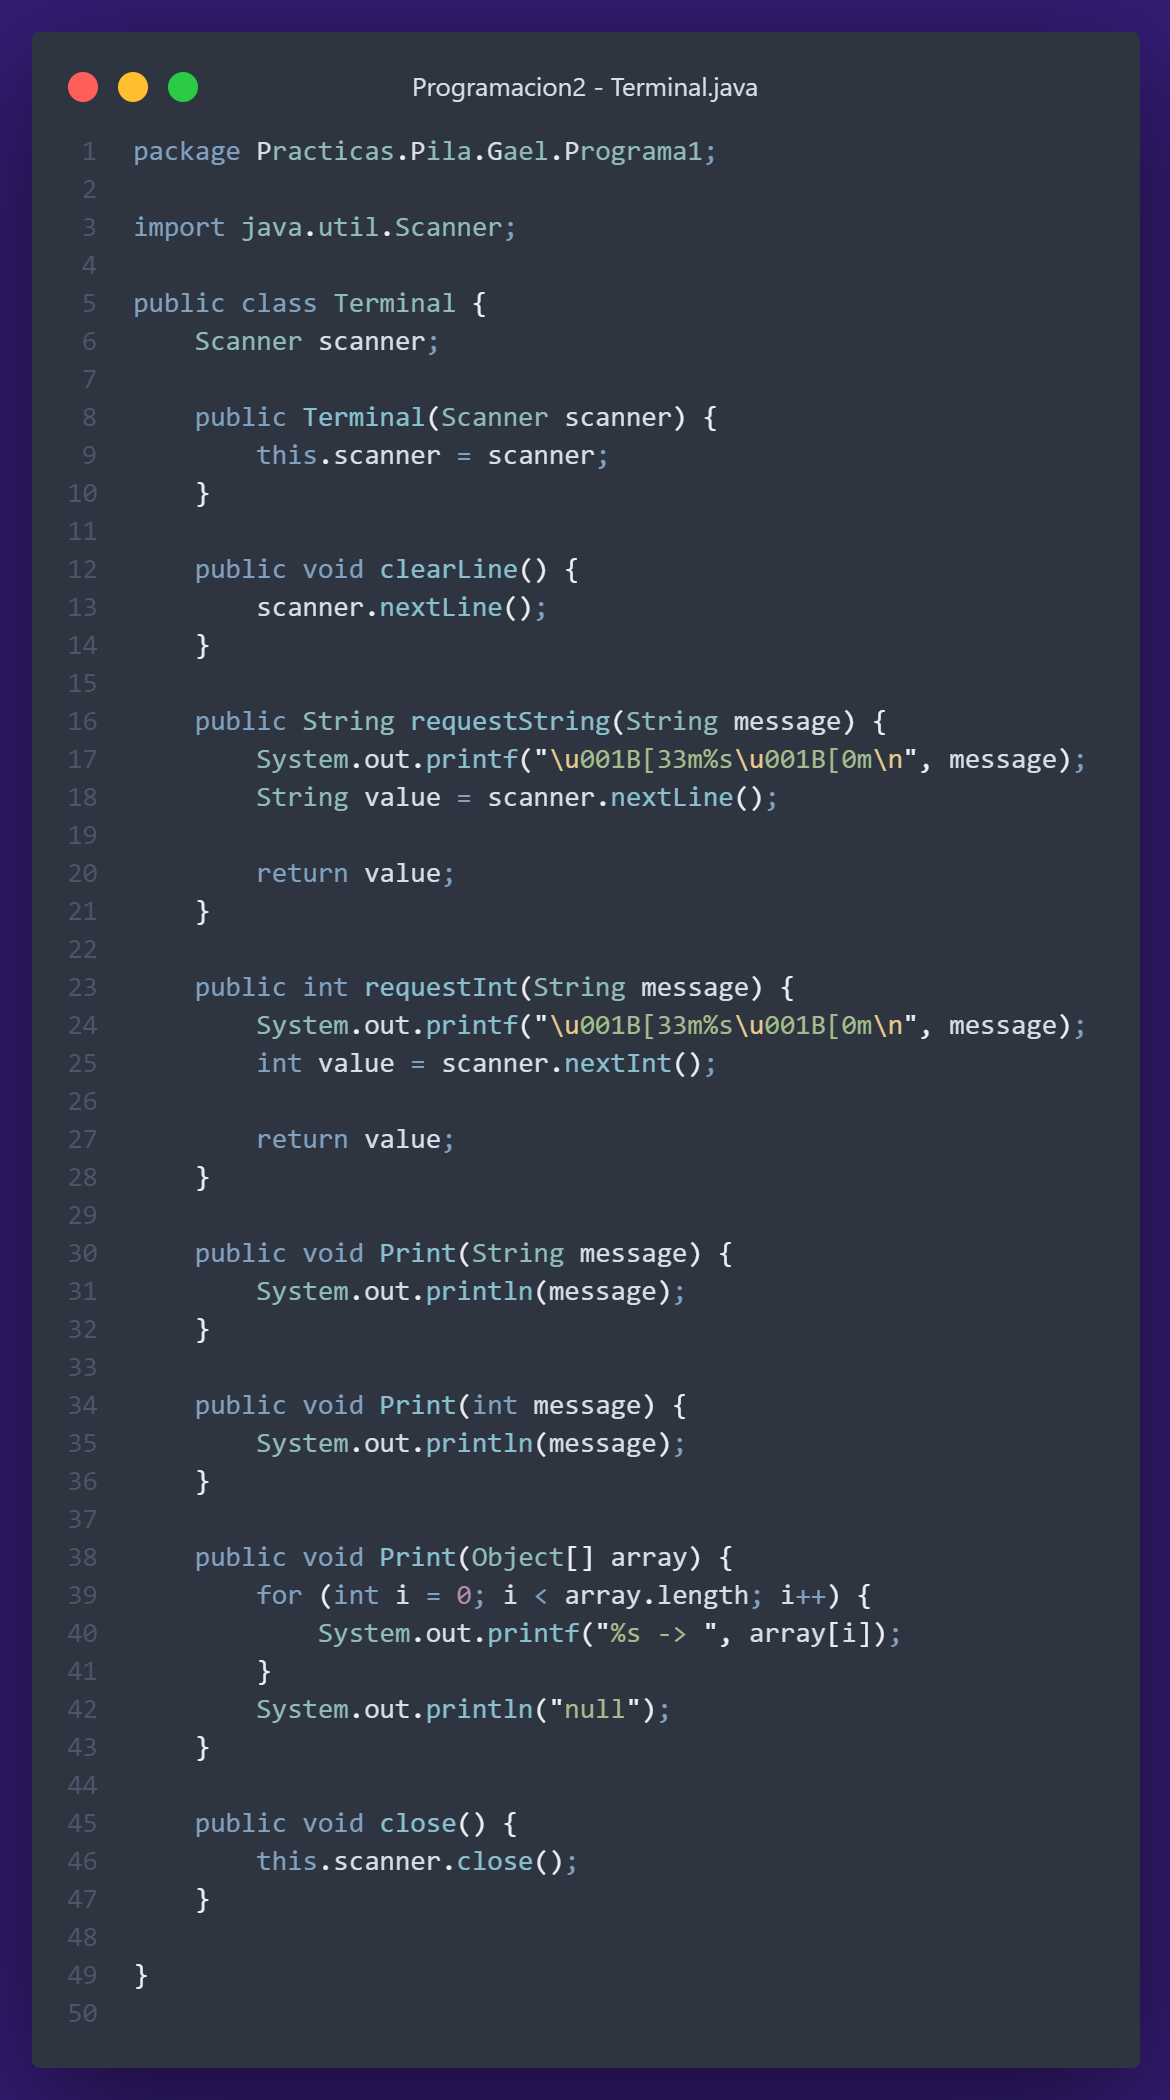 Programacion2 - Terminal.java
1 package Practicas.Pila.Gael.Programa1;
2
3 import java.util.Scanner;
4
5 public class Terminal {
6     Scanner scanner;
7
8     public Terminal(Scanner scanner) {
9         this.scanner = scanner;
10     }
11
12     public void clearLine() {
13         scanner.nextLine();
14     }
15
16     public String requestString(String message) {
17         System.out.printf("\u001B[33m%s\u001B[0m\n", message);
18         String value = scanner.nextLine();
19
20         return value;
21     }
22
23     public int requestInt(String message) {
24         System.out.printf("\u001B[33m%s\u001B[0m\n", message);
25         int value = scanner.nextInt();
26
27         return value;
28     }
29
30     public void Print(String message) {
31         System.out.println(message);
32     }
33
34     public void Print(int message) {
35         System.out.println(message);
36     }
37
38     public void Print(Object[] array) {
39         for (int i = 0; i < array.length; i++) {
40             System.out.printf("%s -> ", array[i]);
41         }
42         System.out.println("null");
43     }
44
45     public void close() {
46         this.scanner.close();
47     }
48
49 }
50